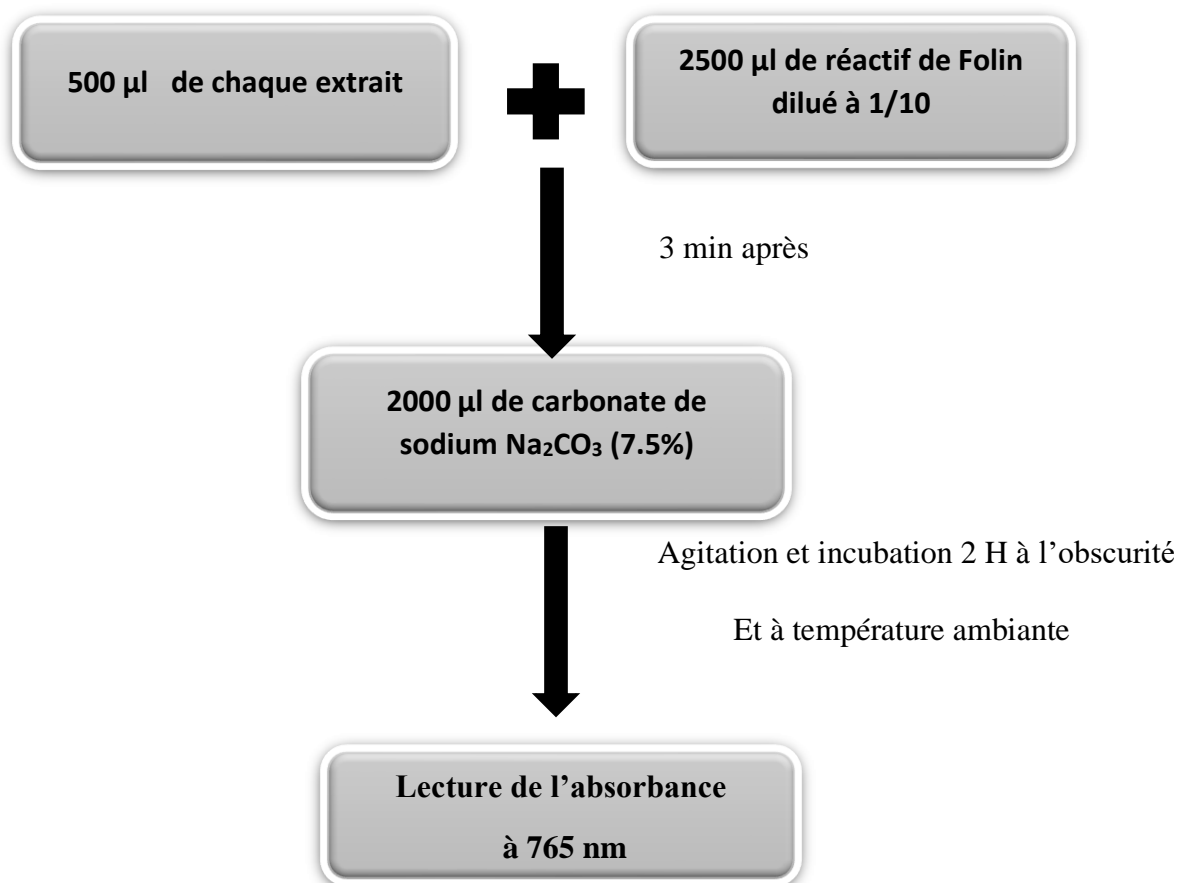 500 µl   de chaque extrait
2500 µl de réactif de Folin
dilué à 1/10
3 min après
2000 µl de carbonate de
sodium Na₂CO₃ (7.5%)
Agitation et incubation 2 H à l’obscurité
Et à température ambiante
Lecture de l’absorbance
à 765 nm